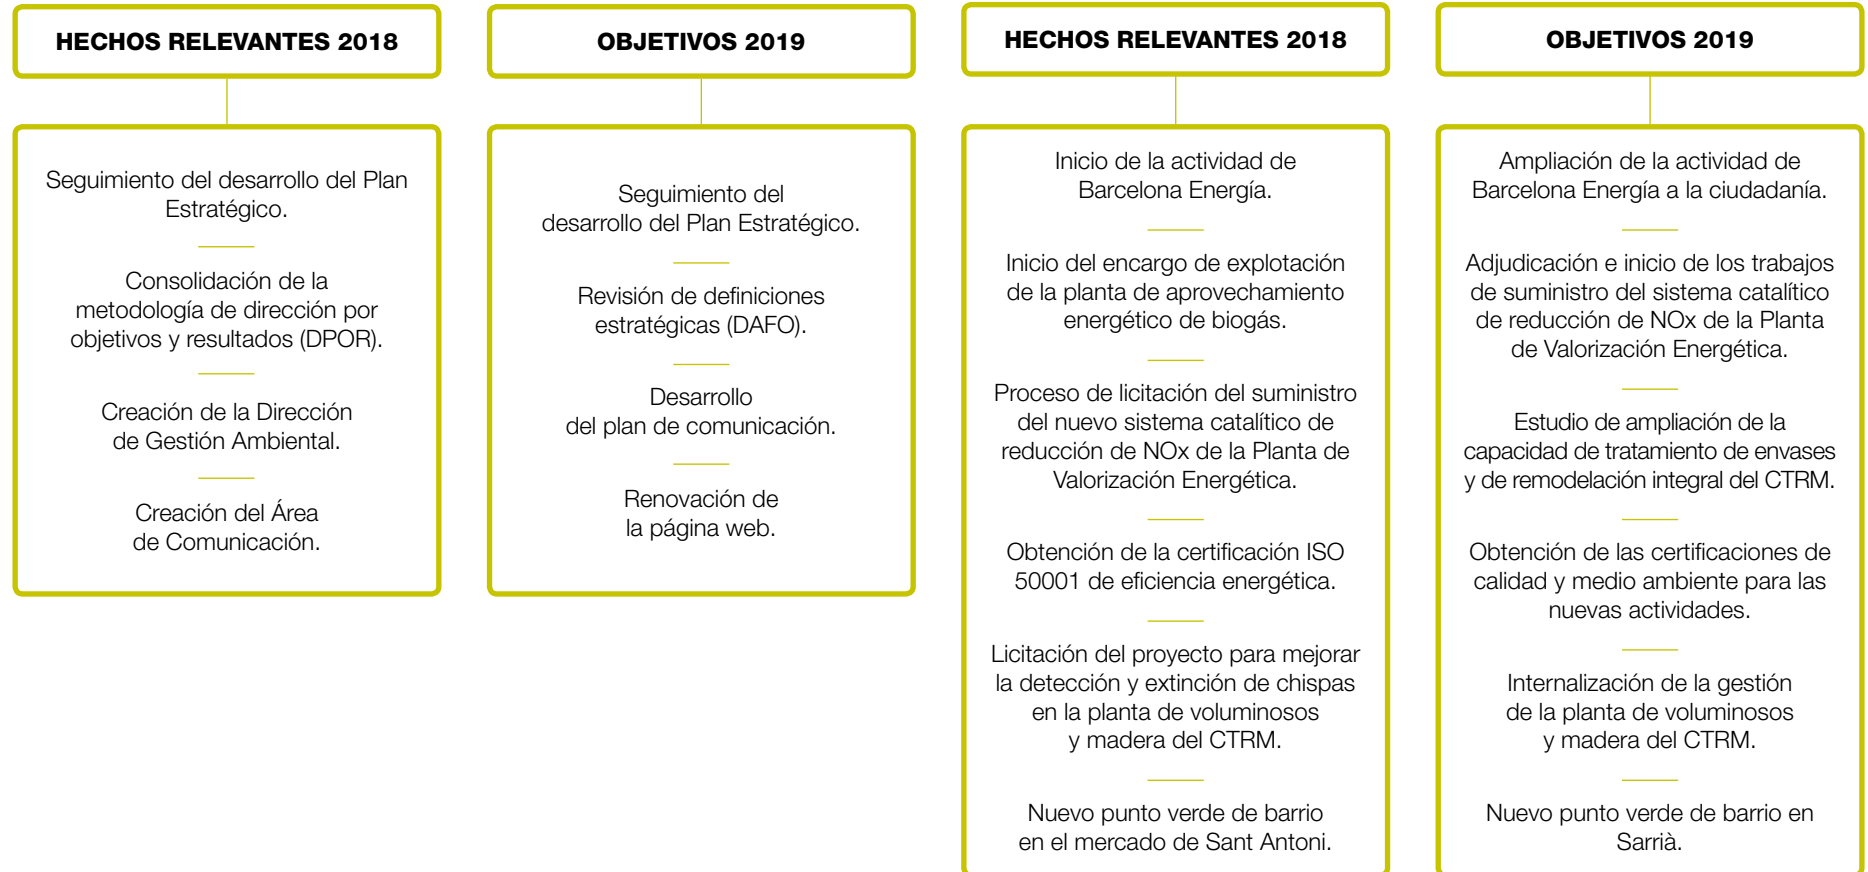 HECHOS RELEVANTES 2018
Seguimiento del desarrollo del Plan
Estratégico.
Consolidación de la
metodología de dirección por
objetivos y resultados (DPOR).
Creación de la Dirección
de Gestión Ambiental.
Creación del Área
de Comunicación.
OBJETIVOS 2019
Seguimiento del
desarrollo del Plan Estratégico.
Revisión de definiciones
estratégicas (DAFO).
Desarrollo
del plan de comunicación.
Renovación de
la página web.
HECHOS RELEVANTES 2018
Inicio de la actividad de
Barcelona Energía.
Inicio del encargo de explotación
de la planta de aprovechamiento
energético de biogás.
Proceso de licitación del suministro
del nuevo sistema catalítico de
reducción de NOx de la Planta de
Valorización Energética.
Obtención de la certificación ISO
50001 de eficiencia energética.
Licitación del proyecto para mejorar
la detección y extinción de chispas
en la planta de voluminosos
y madera del CTRM.
Nuevo punto verde de barrio
en el mercado de Sant Antoni.
OBJETIVOS 2019
Ampliación de la actividad de
Barcelona Energía a la ciudadanía.
Adjudicación e inicio de los trabajos
de suministro del sistema catalítico
de reducción de NOx de la Planta
de Valorización Energética.
Estudio de ampliación de la
capacidad de tratamiento de envases
y de remodelación integral del CTRM.
Obtención de las certificaciones de
calidad y medio ambiente para las
nuevas actividades.
Internalización de la gestión
de la planta de voluminosos
y madera del CTRM.
Nuevo punto verde de barrio en
Sarrià.